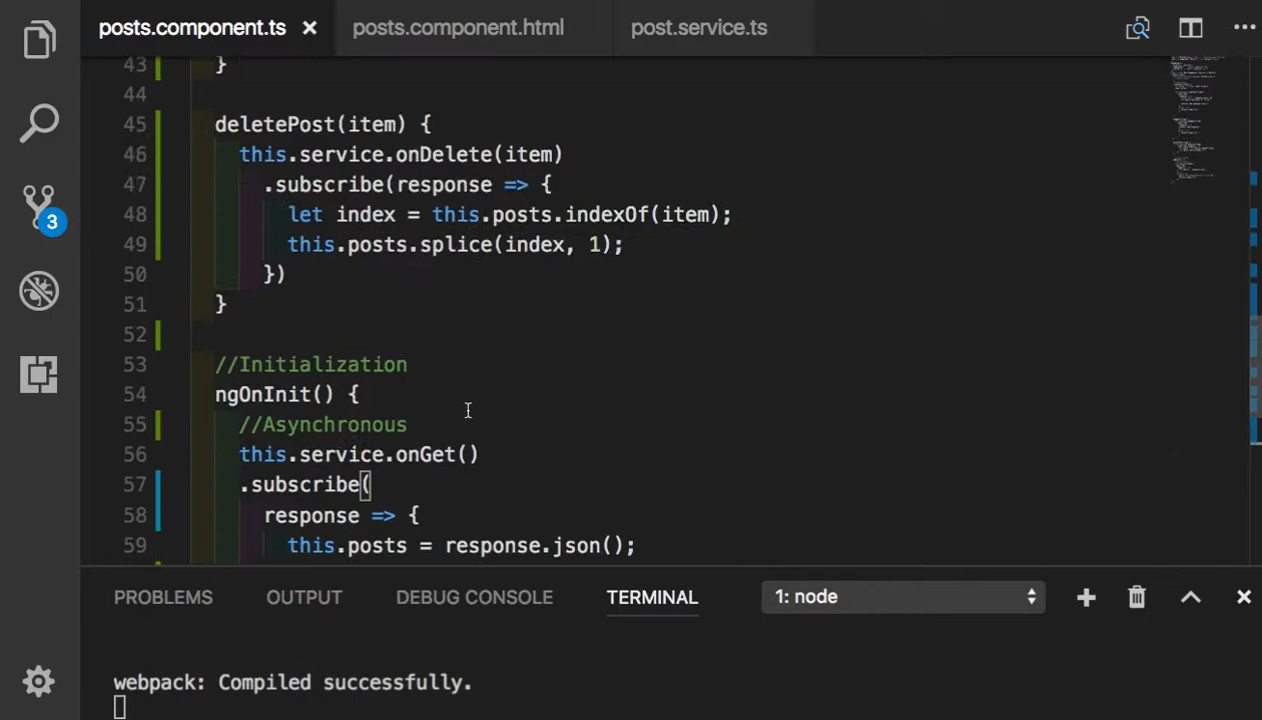 posts.component.ts × posts.component.html post.service.ts
43 }
44
45 deletePost(item) {
46 this.service.onDelete(item)
47 .subscribe(response => {
48 let index = this.posts.indexOf(item);
49 this.posts.splice(index, 1);
50 })
51 }
52
53 //Initialization
54 ngOnInit() {
55 //Asynchronous
56 this.service.onGet()
57 .subscribe(
58 response => {
59 this.posts = response.json();
3
PROBLEMS OUTPUT DEBUG CONSOLE TERMINAL 1: node
webpack: Compiled successfully.